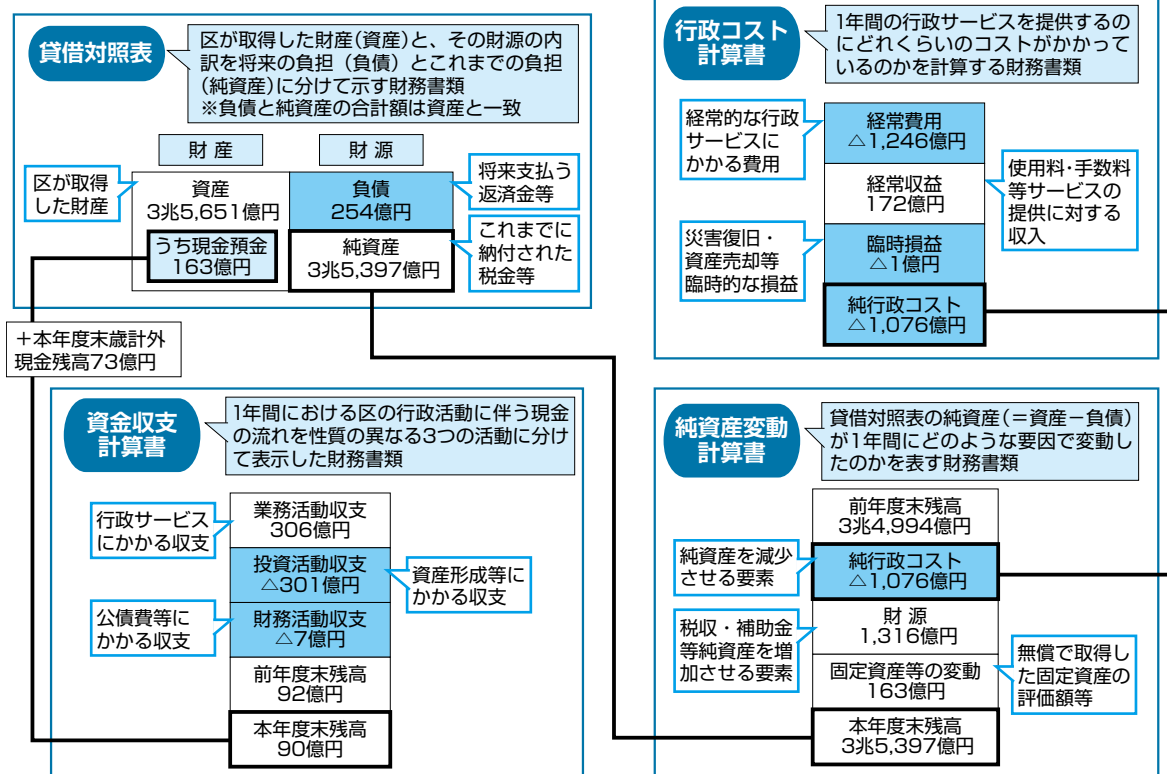 貸借対照表
区が取得した財産（資産）と、その財源の内
訳を将来の負担（負債）とこれまでの負担
（純資産）に分けて示す財務書類
※負債と純資産の合計額は資産と一致
財 産
財 源
区が取得
した財産
資産
3兆5,651億円
うち現金預金
163億円
負債
254億円
純資産
3兆5,397億円
将来支払う
返済金等
これまでに
納付された
税金等
＋本年度末歳計外
現金残高73億円
行政コスト
計算書
1年間の行政サービスを提供するの
にどれくらいのコストがかかって
いるのかを計算する財務書類
経常的な行政
サービスに
かかる費用
経常費用
△1,246億円
経常収益
172億円
使用料・手数料
等サービスの
提供に対する
収入
災害復旧・
資産売却等
臨時的な損益
臨時損益
△1億円
純行政コスト
△1,076億円
資金収支
計算書
1年間における区の行政活動に伴う現金
の流れを性質の異なる3つの活動に分け
て表示した財務書類
行政サービス
にかかる収支
業務活動収支
306億円
投資活動収支
△301億円
資産形成等に
かかる収支
公債費等に
かかる収支
財務活動収支
△7億円
前年度末残高
92億円
本年度末残高
90億円
純資産変動
計算書
貸借対照表の純資産（＝資産－負債）
が1年間にどのような要因で変動し
たのかを表す財務書類
前年度末残高
3兆4,994億円
純資産を減少
させる要素
純行政コスト
△1,076億円
税収・補助金
等純資産を増
加させる要素
財 源
1,316億円
固定資産等の変動
163億円
無償で取得し
た固定資産の
評価額等
本年度末残高
3兆5,397億円